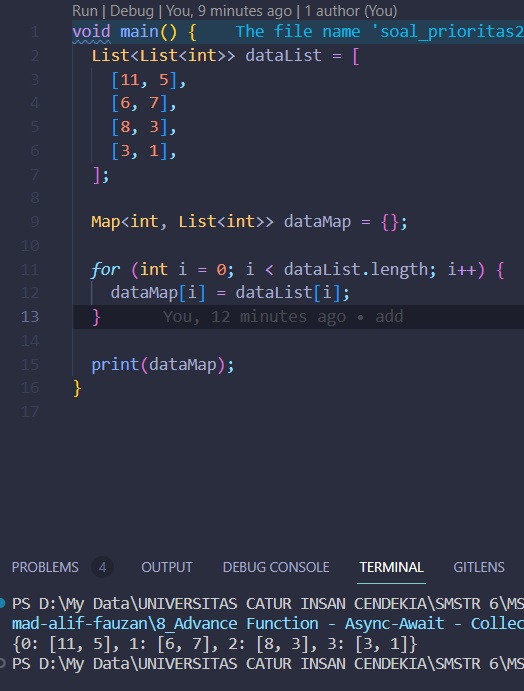 Run | Debug | You, 9 minutes ago | 1 author (You)
1 void main() { The file name 'soal_prioritas2
2 List<List<int>> dataList = [
3 [11, 5],
4 [6, 7],
5 [8, 3],
6 [3, 1],
7 ];
8
9 Map<int, List<int>> dataMap = {};
10
11 for (int i = 0; i < dataList.length; i++) {
12 dataMap[i] = dataList[i];
13 } You, 12 minutes ago • add
14
15 print(dataMap);
16 }
17
PROBLEMS 4 OUTPUT DEBUG CONSOLE TERMINAL GITLENS
PS D:\My Data\UNIVERSITAS CATUR INSAN CENDEKIA\SMSTR 6\MS
mad-alif-fauzan\8_Advance Function - Async-Await - Collec
{0: [11, 5], 1: [6, 7], 2: [8, 3], 3: [3, 1]}
PS D:\My Data\UNIVERSITAS CATUR INSAN CENDEKIA\SMSTR 6\MS